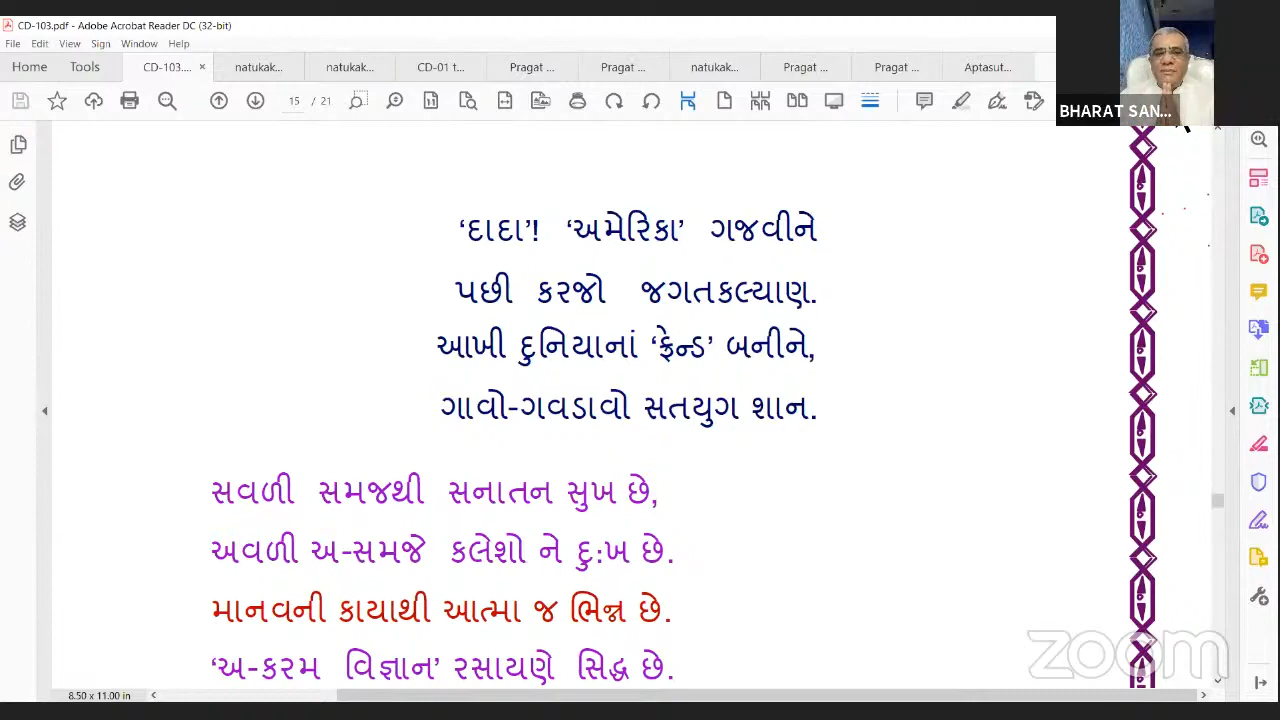 CD-103.pdf - Adobe Acrobat Reader DC (32-bit)
File Edit View Sign Window Help
Home Tools CD-103.... × natukak... natukak... CD-01 t... Pragat ... Pragat ... natukak... Pragat ... Pragat ... Aptasut...
15 / 21
BHARAT SAN...
‘દાદા’! ‘અમેરિકા’ ગજવીને
પછી કરજો જગતકલ્યાણ.
આખી દુનિયાનાં ‘ફ્રેન્ડ’ બનીને,
ગાવો-ગવડાવો સતયુગ શાન.
સવળી સમજથી સનાતન સુખ છે,
અવળી અ-સમજે કલેશો ને દુ:ખ છે.
માનવની કાયાથી આત્મા જ ભિન્ન છે.
‘અ-કરમ વિજ્ઞાન’ રસાયણે સિદ્ધ છે.
zoom
8.50 x 11.00 in